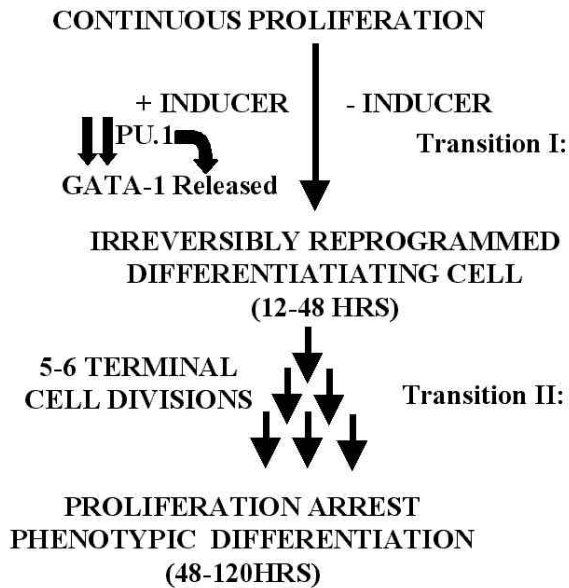 CONTINUOUS PROLIFERATION
+ INDUCER - INDUCER
PU.1
Transition I:
GATA-1 Released
IRREVERSIBLY REPROGRAMMED
DIFFERENTIATIATING CELL
(12-48 HRS)
5-6 TERMINAL
CELL DIVISIONS
Transition II:
PROLIFERATION ARREST
PHENOTYPIC DIFFERENTIATION
(48-120HRS)